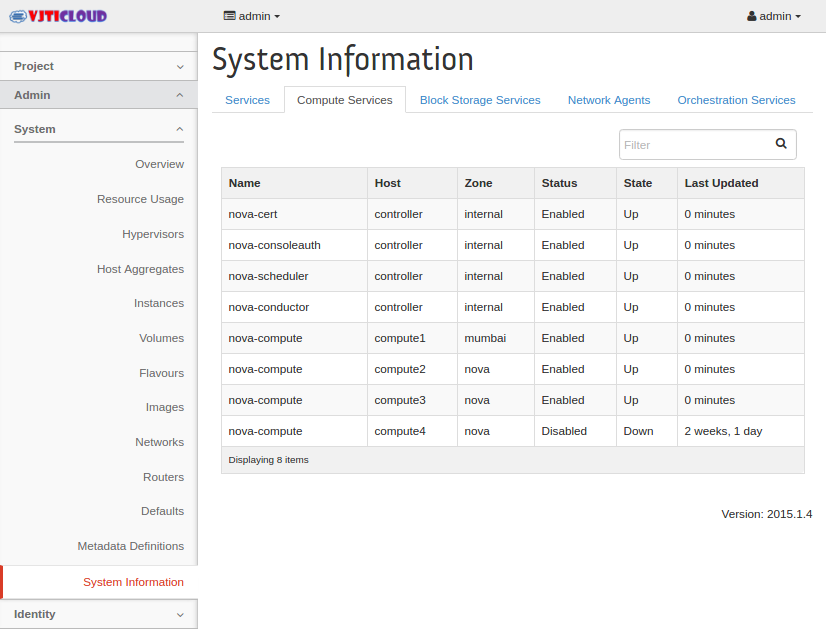 VJTICLOUD
admin
admin
Project
Admin
System
Overview
Resource Usage
Hypervisors
Host Aggregates
Instances
Volumes
Flavours
Images
Networks
Routers
Defaults
Metadata Definitions
System Information
Identity
System Information
Services Compute Services Block Storage Services Network Agents Orchestration Services
Filter
Name Host Zone Status State Last Updated
nova-cert controller internal Enabled Up 0 minutes
nova-consoleauth controller internal Enabled Up 0 minutes
nova-scheduler controller internal Enabled Up 0 minutes
nova-conductor controller internal Enabled Up 0 minutes
nova-compute compute1 mumbai Enabled Up 0 minutes
nova-compute compute2 nova Enabled Up 0 minutes
nova-compute compute3 nova Enabled Up 0 minutes
nova-compute compute4 nova Disabled Down 2 weeks, 1 day
Displaying 8 items
Version: 2015.1.4